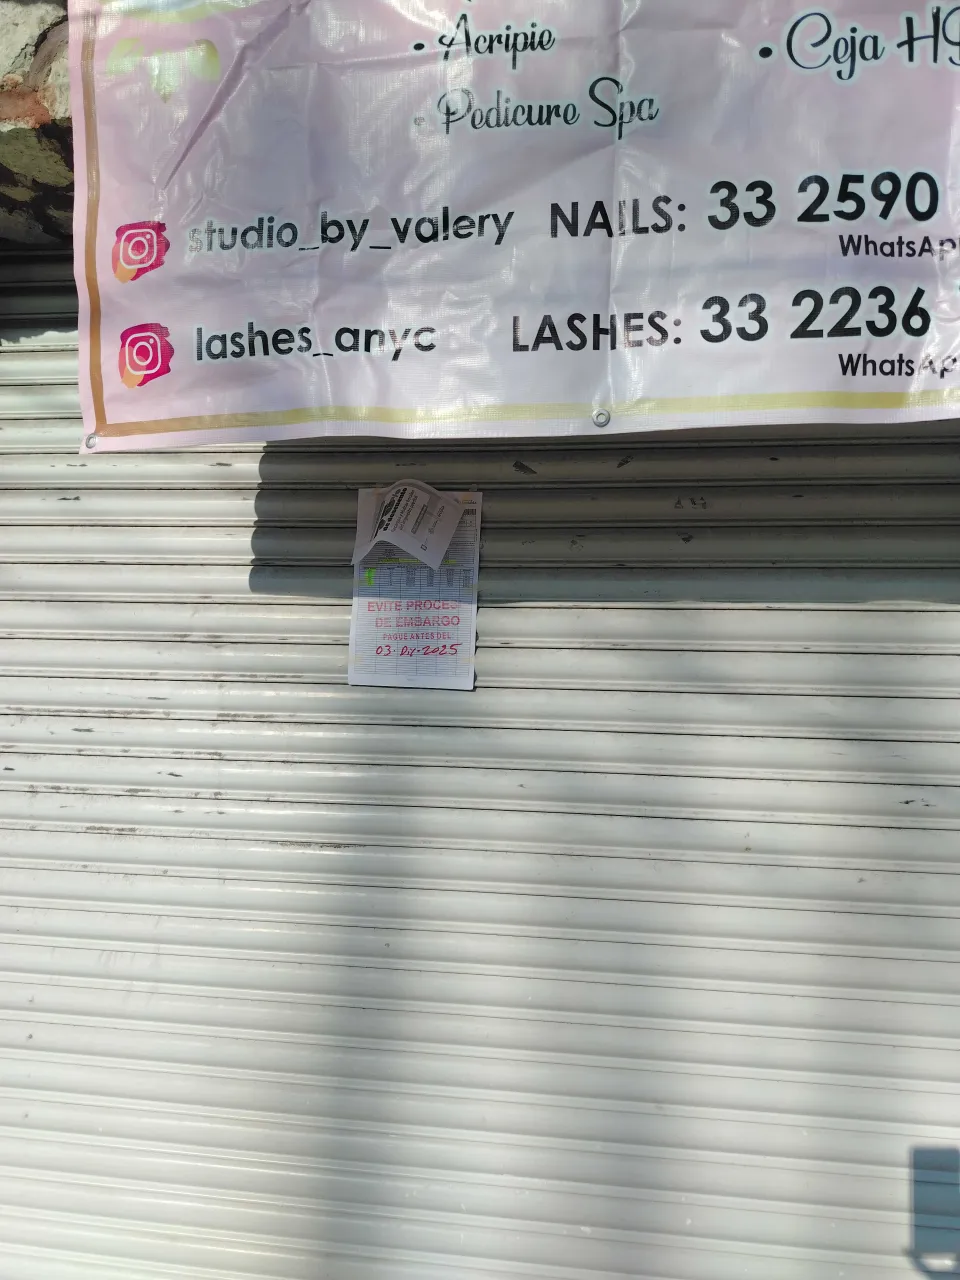 • Acripie
• Ceja H
• Pedicure Spa
studio_by_valery NAILS: 33 2590
WhatsAp
lashes_anyc LASHES: 33 2236
WhatsAp
EVITE PROCES
DE EMBARGO
PAGUE ANTES DEL
03-Dic-2025